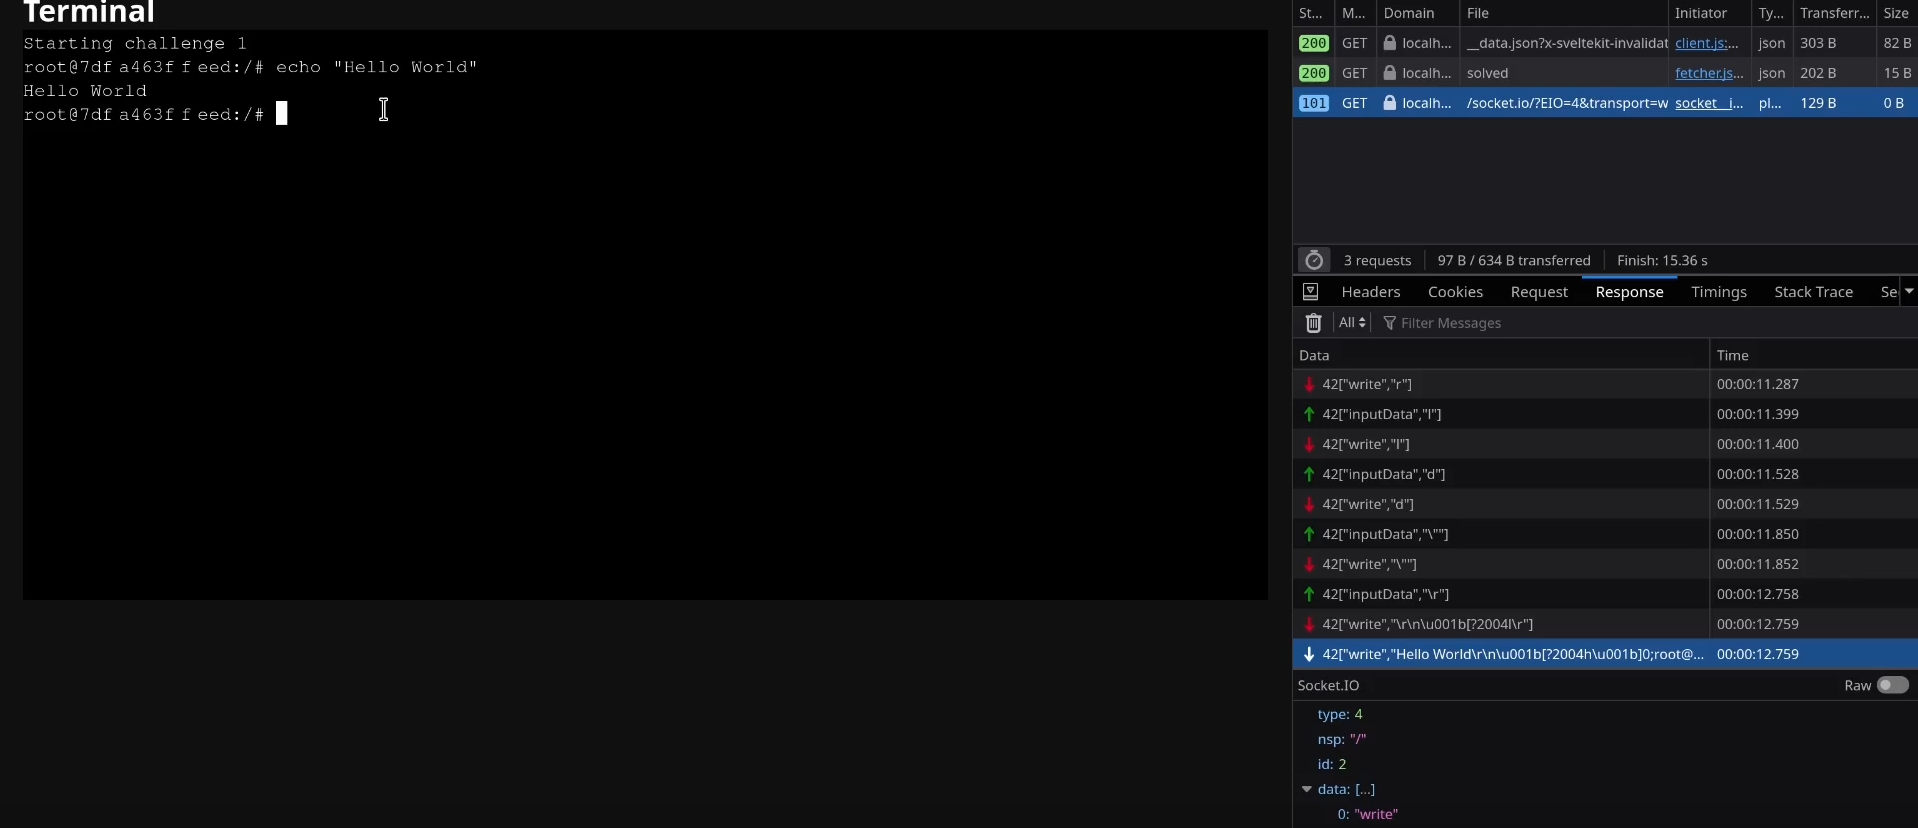 Terminal
Starting challenge 1
root@7dfa463ffeed:/# echo "Hello World"
Hello World
root@7dfa463ffeed:/#
St... M... Domain File Initiator Ty... Transferr... Size
200 GET localh... __data.json?x-sveltekit-invalidat client.js:... json 303 B 82 B
200 GET localh... solved fetcher.js... json 202 B 15 B
101 GET localh... /socket.io/?EIO=4&transport=w socket__i... pl... 129 B 0 B
3 requests 97 B / 634 B transferred Finish: 15.36 s
Headers Cookies Request Response Timings Stack Trace Se
All Filter Messages
Data Time
42["write","r"] 00:00:11.287
42["inputData","l"] 00:00:11.399
42["write","l"] 00:00:11.400
42["inputData","d"] 00:00:11.528
42["write","d"] 00:00:11.529
42["inputData","\""] 00:00:11.850
42["write","\""] 00:00:11.852
42["inputData","\r"] 00:00:12.758
42["write","\r\n\u001b[?2004l\r"] 00:00:12.759
42["write","Hello World\r\n\u001b[?2004h\u001b]0;root@... 00:00:12.759
Socket.IO Raw
type: 4
nsp: "/"
id: 2
data: [...]
0: "write"